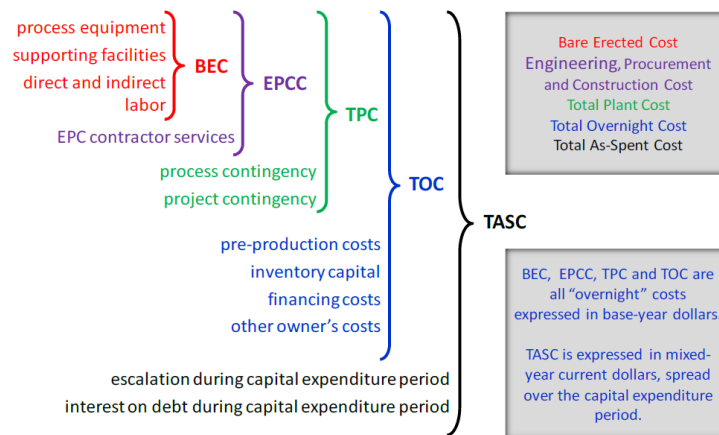 process equipment
supporting facilities
direct and indirect
labor
BEC
EPCC
EPC contractor services
TPC
process contingency
project contingency
TOC
pre-production costs
inventory capital
financing costs
other owner's costs
TASC
escalation during capital expenditure period
interest on debt during capital expenditure period
Bare Erected Cost
Engineering, Procurement
and Construction Cost
Total Plant Cost
Total Overnight Cost
Total As-Spent Cost
BEC, EPCC, TPC and TOC are
all “overnight” costs
expressed in base-year dollars.
TASC is expressed in mixed-
year current dollars, spread
over the capital expenditure
period.